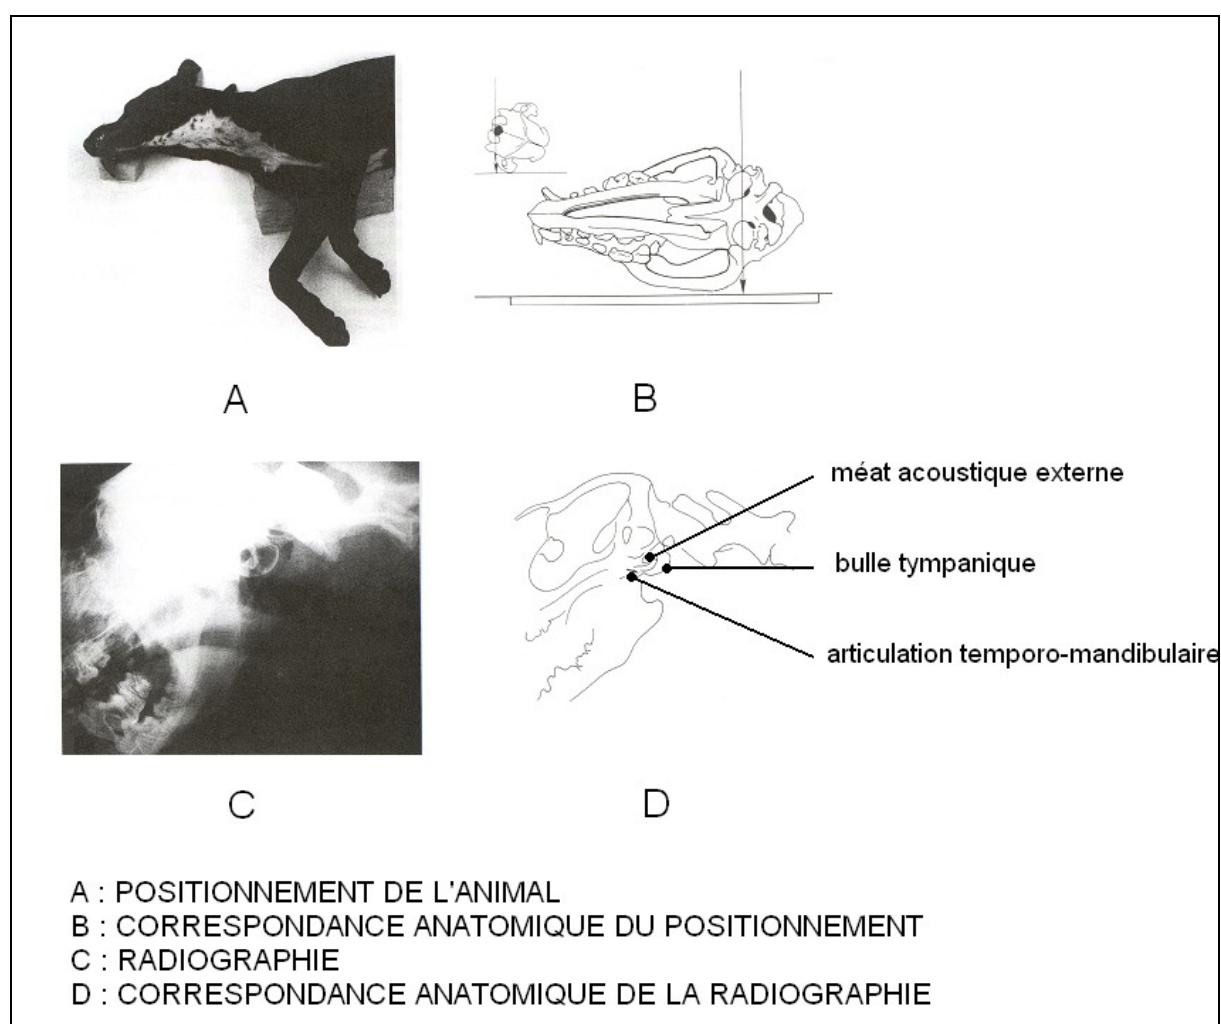 A
B
méat acoustique externe
bulle tympanique
articulation temporo-mandibulaire
C
D
A : POSITIONNEMENT DE L'ANIMAL
B : CORRESPONDANCE ANATOMIQUE DU POSITIONNEMENT
C : RADIOGRAPHIE
D : CORRESPONDANCE ANATOMIQUE DE LA RADIOGRAPHIE